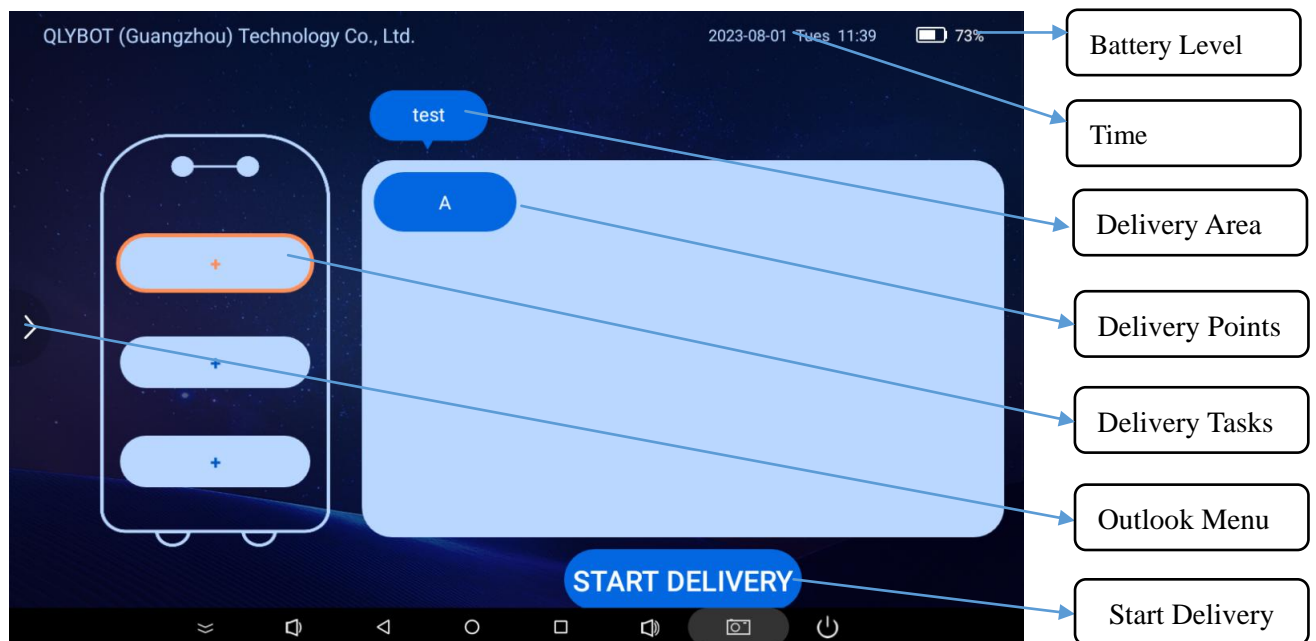 QLYBOT (Guangzhou) Technology Co., Ltd.
2023-08-01 Tues 11:39
73%
Battery Level
Time
test
Delivery Area
A
Delivery Points
+
Delivery Tasks
+
+
Outlook Menu
START DELIVERY
Start Delivery